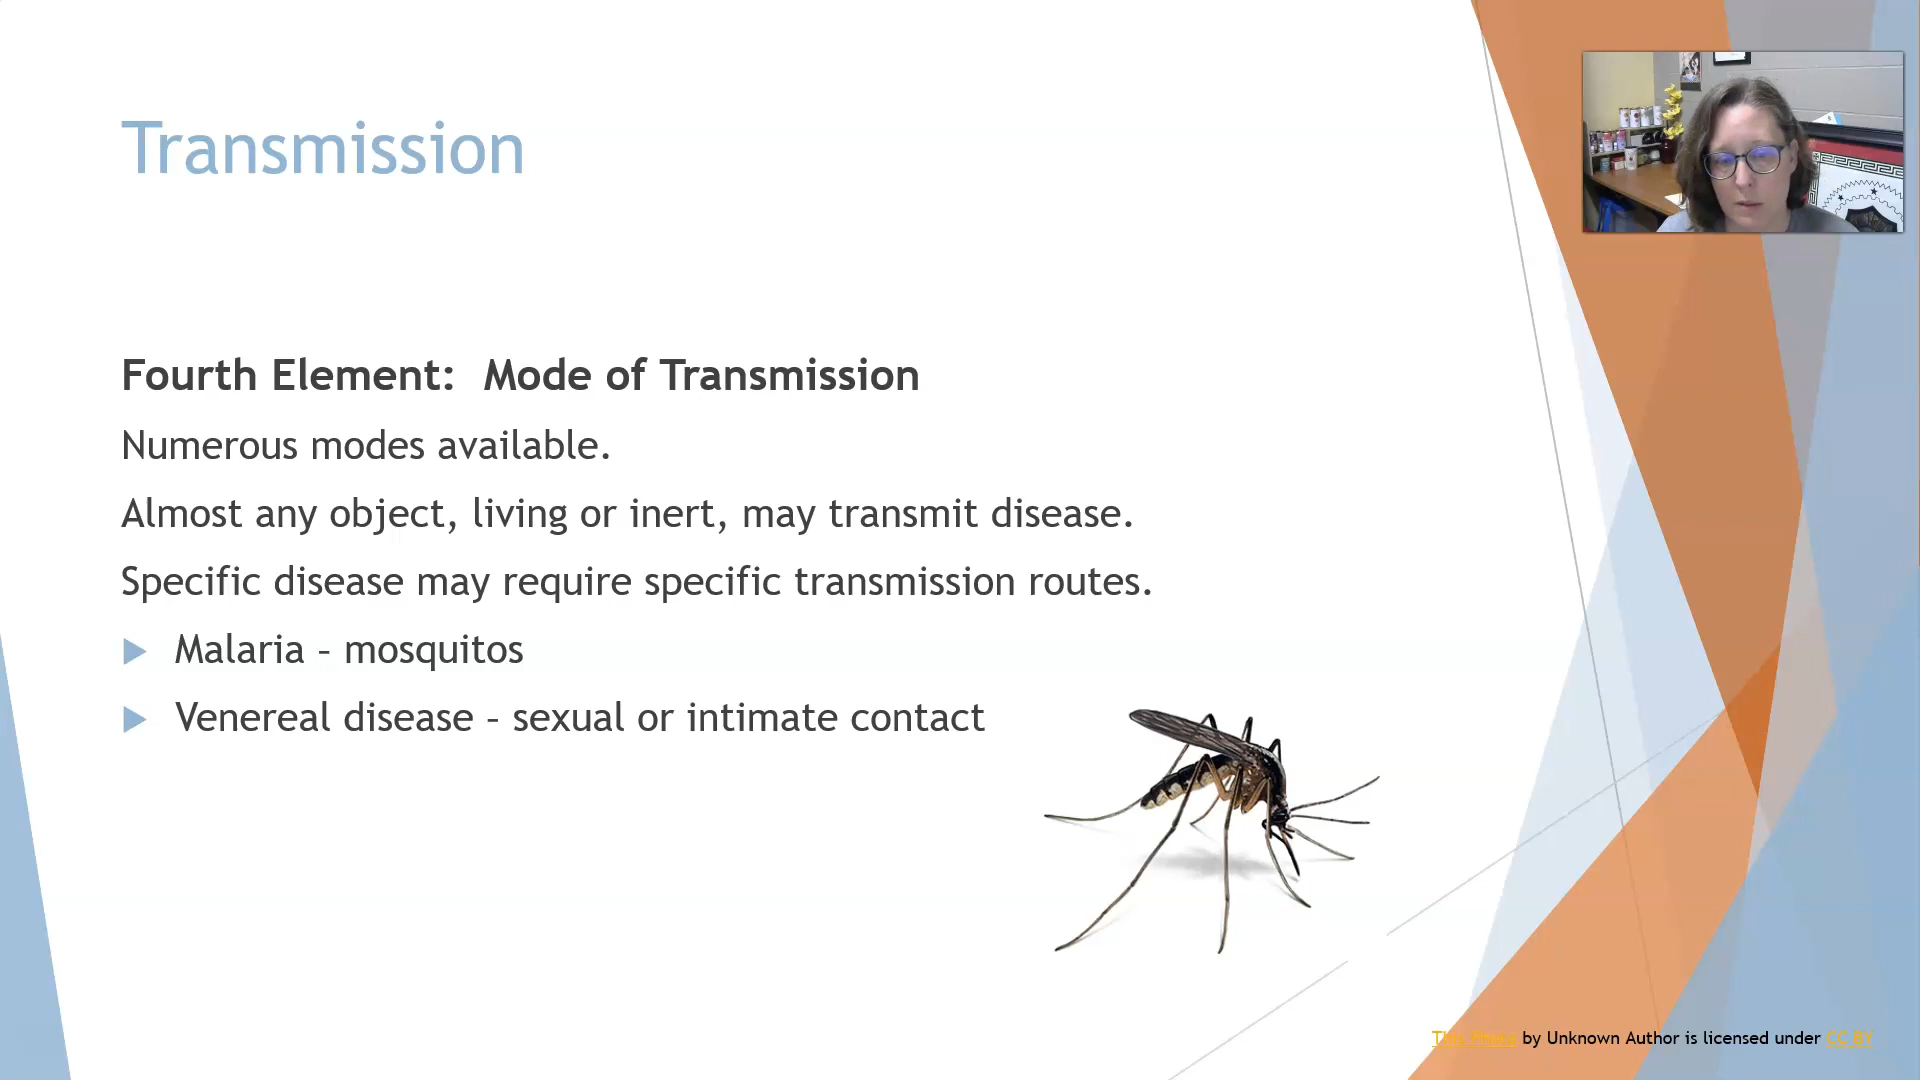 Transmission
Fourth Element:  Mode of Transmission
Numerous modes available.
Almost any object, living or inert, may transmit disease.
Specific disease may require specific transmission routes.
Malaria – mosquitos
Venereal disease – sexual or intimate contact
This Photo by Unknown Author is licensed under CC BY